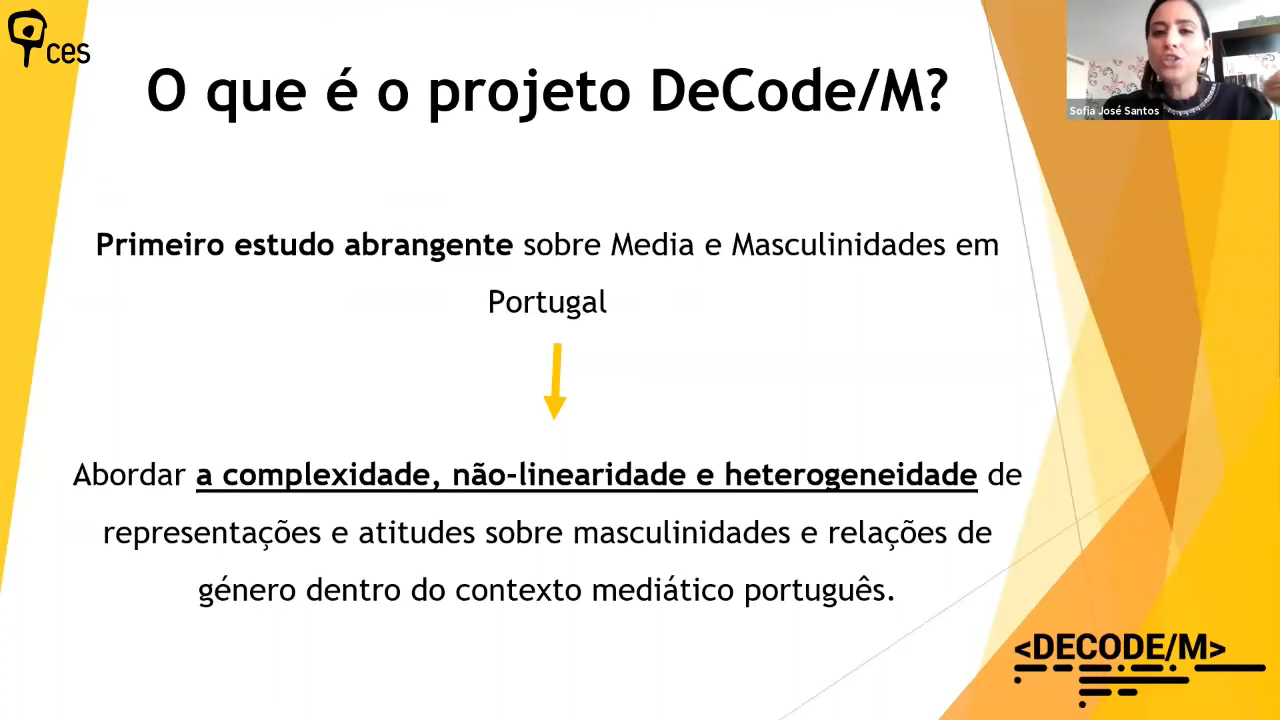 ces
O que é o projeto DeCode/M?
Sofia José Santos
Primeiro estudo abrangente sobre Media e Masculinidades em
Portugal
Abordar a complexidade, não-linearidade e heterogeneidade de
representações e atitudes sobre masculinidades e relações de
género dentro do contexto mediático português.
<DECODE/M>